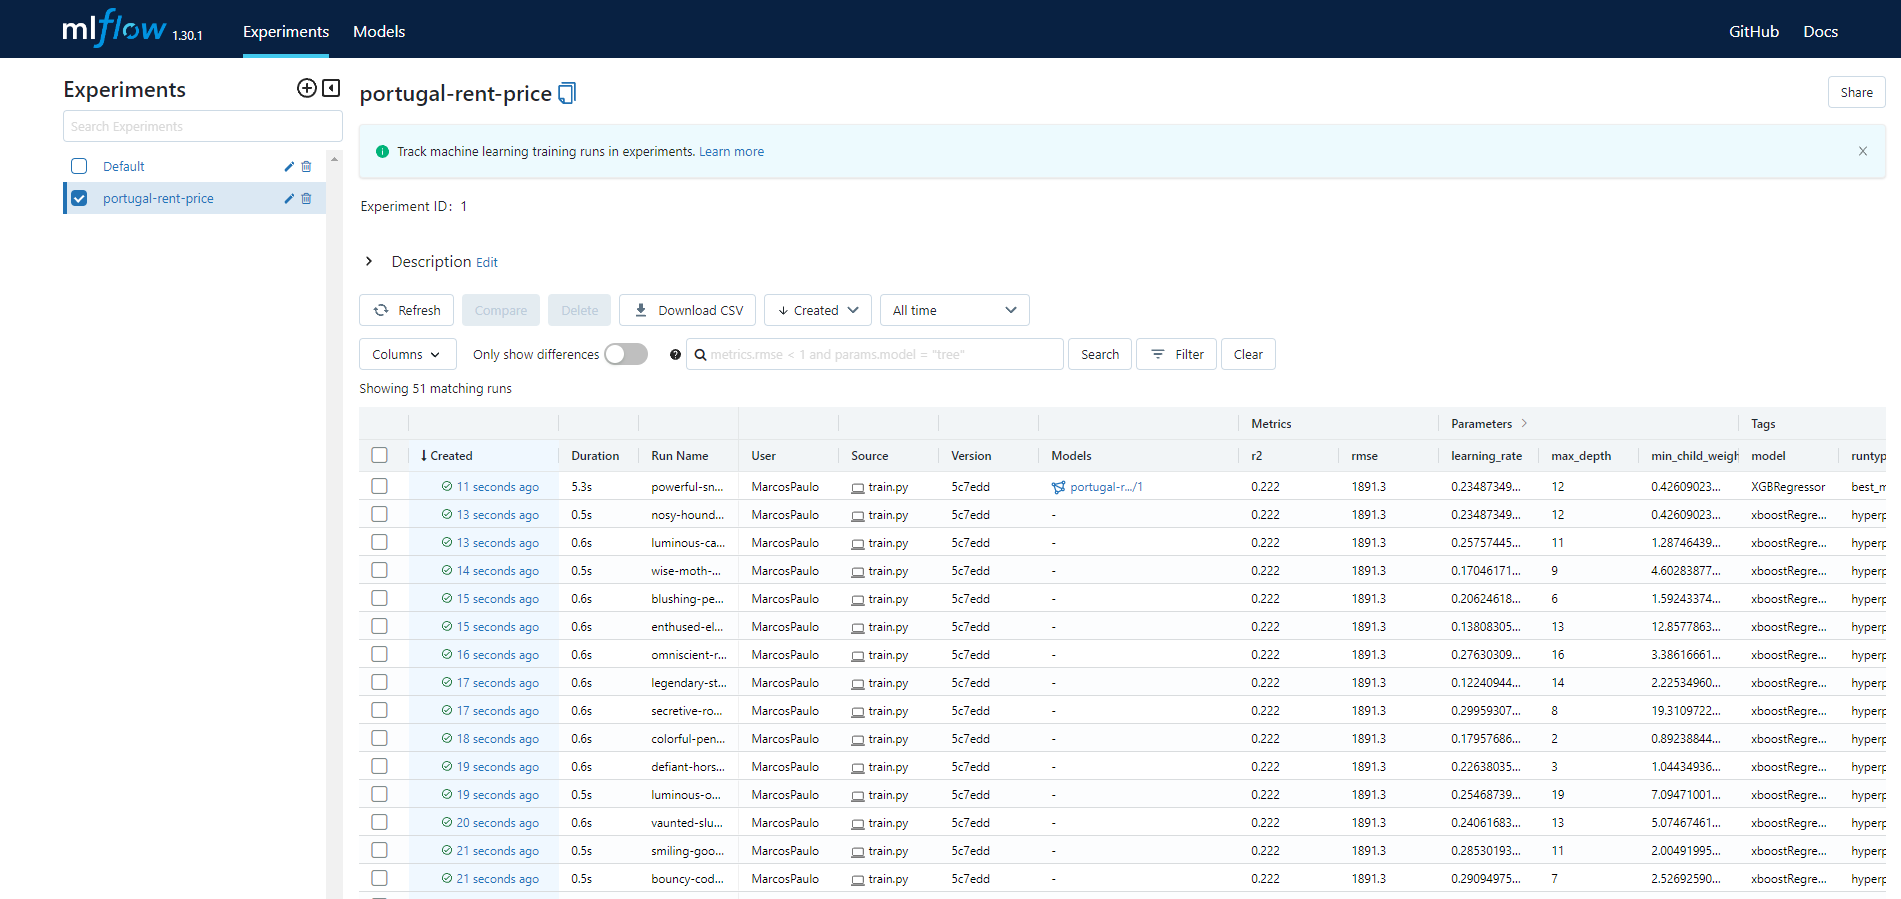 mlflow 1.30.1 Experiments Models GitHub Docs
Experiments
Search Experiments
Default
portugal-rent-price
portugal-rent-price Share
Track machine learning training runs in experiments. Learn more
Experiment ID: 1
Description Edit
Refresh Compare Delete Download CSV Created All time
Columns Only show differences metrics.rmse < 1 and params.model = "tree" Search Filter Clear
Showing 51 matching runs
Metrics Parameters Tags
Created Duration Run Name User Source Version Models r2 rmse learning_rate max_depth min_child_weigh model runtyp
11 seconds ago 5.3s powerful-sn... MarcosPaulo train.py 5c7edd portugal-r.../1 0.222 1891.3 0.23487349... 12 0.42609023... XGBRegressor best_m
13 seconds ago 0.5s nosy-hound... MarcosPaulo train.py 5c7edd - 0.222 1891.3 0.23487349... 12 0.42609023... xboostRegre... hyperp
13 seconds ago 0.6s luminous-ca... MarcosPaulo train.py 5c7edd - 0.222 1891.3 0.25757445... 11 1.28746439... xboostRegre... hyperp
14 seconds ago 0.5s wise-moth-... MarcosPaulo train.py 5c7edd - 0.222 1891.3 0.17046171... 9 4.60283877... xboostRegre... hyperp
15 seconds ago 0.6s blushing-pe... MarcosPaulo train.py 5c7edd - 0.222 1891.3 0.20624618... 6 1.59243374... xboostRegre... hyperp
15 seconds ago 0.6s enthused-el... MarcosPaulo train.py 5c7edd - 0.222 1891.3 0.13808305... 13 12.8577863... xboostRegre... hyperp
16 seconds ago 0.6s omniscient-r... MarcosPaulo train.py 5c7edd - 0.222 1891.3 0.27630309... 16 3.38616661... xboostRegre... hyperp
17 seconds ago 0.6s legendary-st... MarcosPaulo train.py 5c7edd - 0.222 1891.3 0.12240944... 14 2.22534960... xboostRegre... hyperp
17 seconds ago 0.6s secretive-ro... MarcosPaulo train.py 5c7edd - 0.222 1891.3 0.29959307... 8 19.3109722... xboostRegre... hyperp
18 seconds ago 0.6s colorful-pen... MarcosPaulo train.py 5c7edd - 0.222 1891.3 0.17957686... 2 0.89238844... xboostRegre... hyperp
19 seconds ago 0.6s defiant-hors... MarcosPaulo train.py 5c7edd - 0.222 1891.3 0.22638035... 3 1.04434936... xboostRegre... hyperp
19 seconds ago 0.5s luminous-o... MarcosPaulo train.py 5c7edd - 0.222 1891.3 0.25468739... 19 7.09471001... xboostRegre... hyperp
20 seconds ago 0.6s vaunted-slu... MarcosPaulo train.py 5c7edd - 0.222 1891.3 0.24061683... 13 5.07467461... xboostRegre... hyperp
21 seconds ago 0.5s smiling-goo... MarcosPaulo train.py 5c7edd - 0.222 1891.3 0.28530193... 11 2.00491995... xboostRegre... hyperp
21 seconds ago 0.5s bouncy-cod... MarcosPaulo train.py 5c7edd - 0.222 1891.3 0.29094975... 7 2.52692590... xboostRegre... hyperp